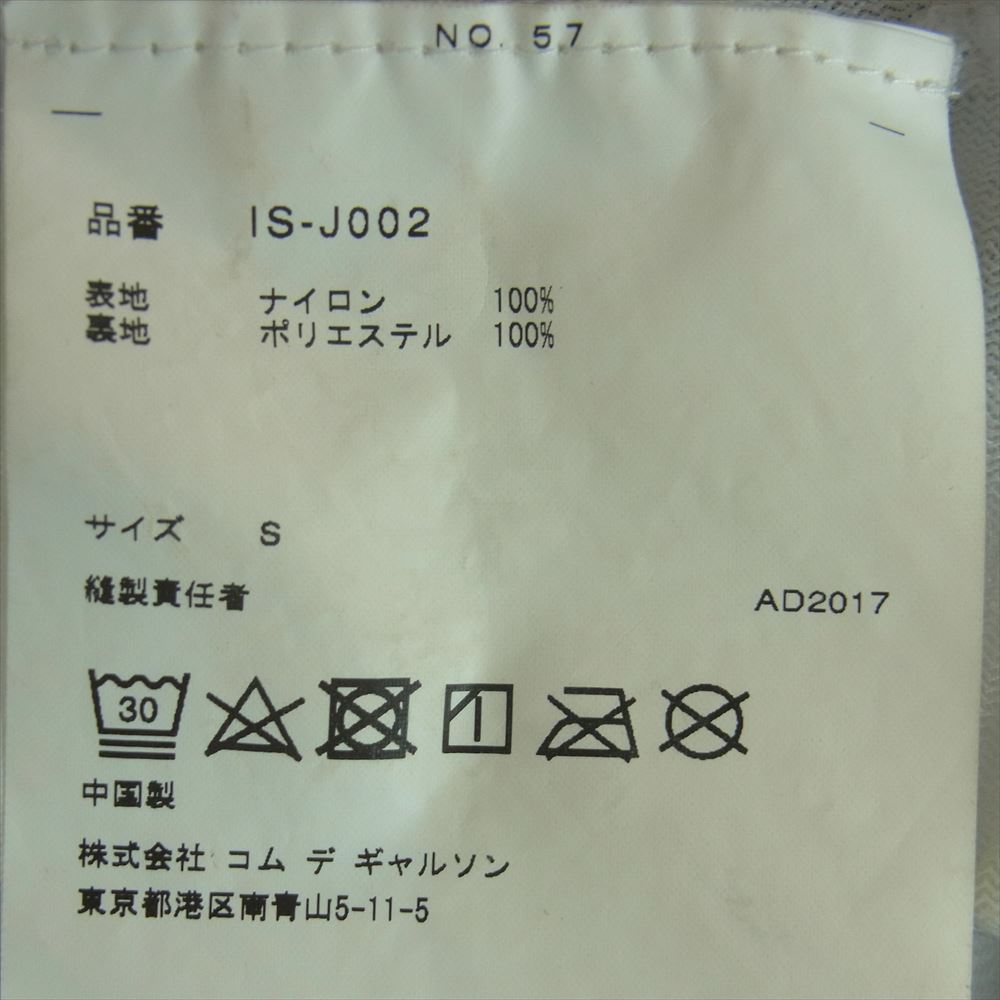 NO. 57
品番 IS-J002
表地 ナイロン 100%
裏地 ポリエステル 100%
サイズ S
縫製責任者 AD2017
30
中国製
株式会社 コム デ ギャルソン
東京都港区南青山5-11-5